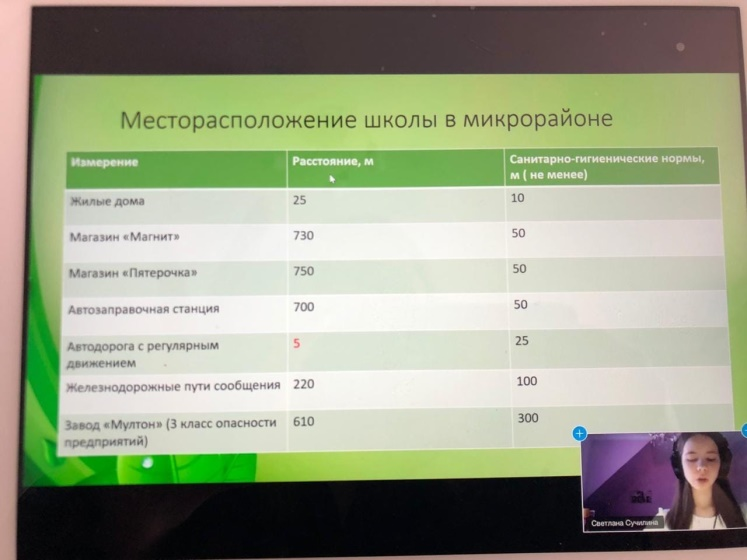 Месторасположение школы в микрорайоне
Измерение Расстояние, м Санитарно-гигиенические нормы,
м ( не менее)
Жилые дома 25 10
Магазин «Магнит» 730 50
Магазин «Пятерочка» 750 50
Автозаправочная станция 700 50
Автодорога с регулярным 5 25
движением
Железнодорожные пути сообщения 220 100
Завод «Мултон» (3 класс опасности 610 300
предприятий)
Светлана Сучилина